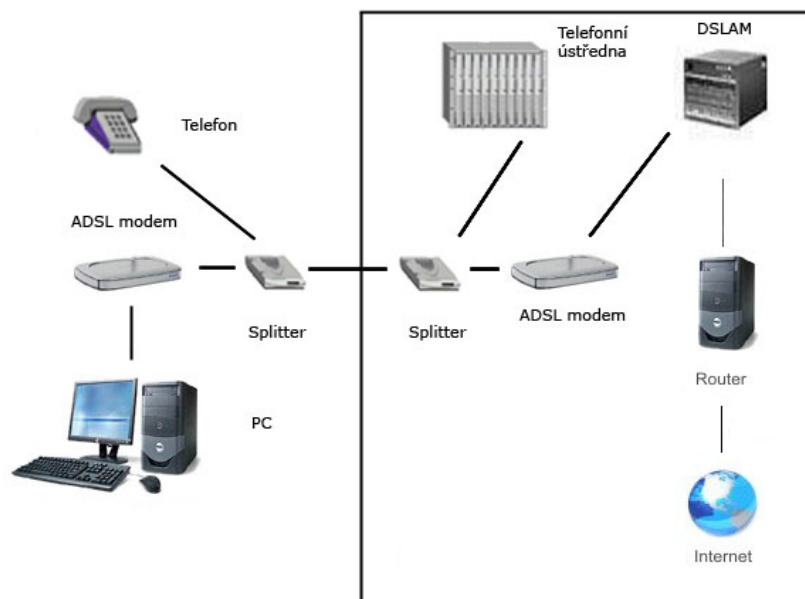 Telefonní
ústředna
DSLAM
Telefon
ADSL modem
Splitter
Splitter
ADSL modem
Router
PC
Internet